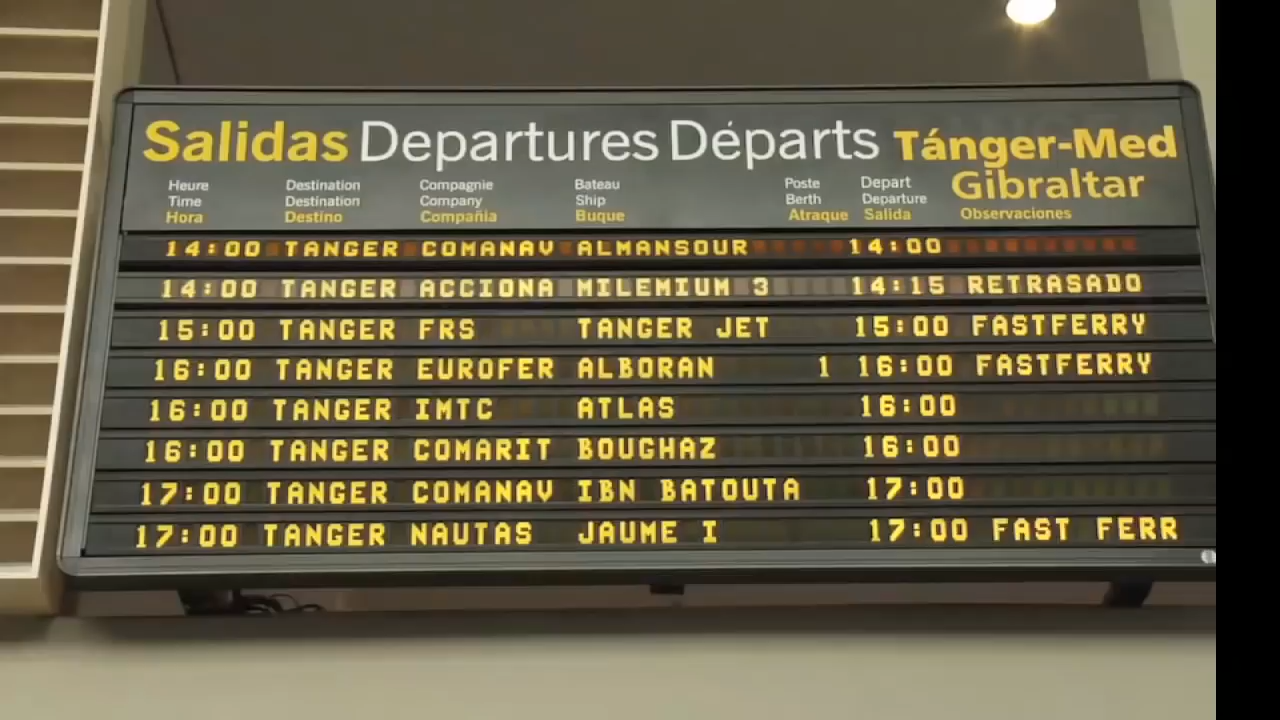 Salidas Departures Départs Tánger-Med
Gibraltar
Heure Destination Compagnie Bateau Poste Depart
Time Destination Company Ship Berth Departure
Hora Destino Compañia Buque Atraque Salida Observaciones
14:00 TANGER COMANAV ALMANSOUR 14:00
14:00 TANGER ACCIONA MILEMIUM 3 14:15 RETRASADO
15:00 TANGER FRS TANGER JET 15:00 FASTFERRY
16:00 TANGER EUROFER ALBORAN 1 16:00 FASTFERRY
16:00 TANGER IMTC ATLAS 16:00
16:00 TANGER COMARIT BOUGHAZ 16:00
17:00 TANGER COMANAV IBN BATOUTA 17:00
17:00 TANGER NAUTAS JAUME I 17:00 FAST FERR